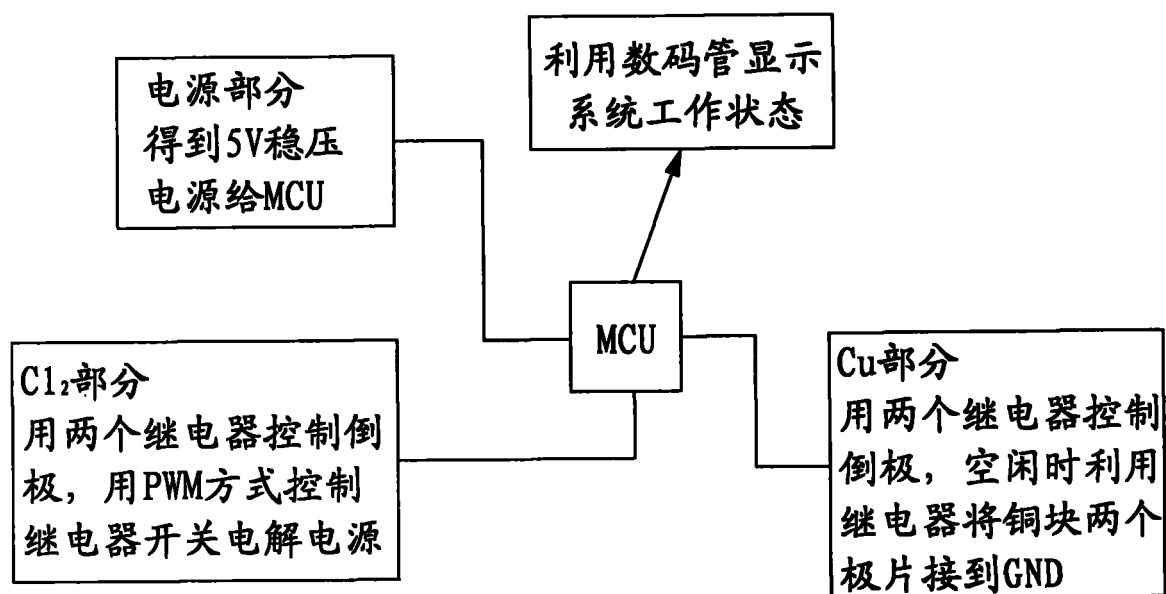 电源部分
得到5V稳压
电源给MCU
利用数码管显示
系统工作状态
MCU
Cl₂部分
用两个继电器控制倒
极，用PWM方式控制
继电器开关电解电源
Cu部分
用两个继电器控制
倒极，空闲时利用
继电器将铜块两个
极片接到GND